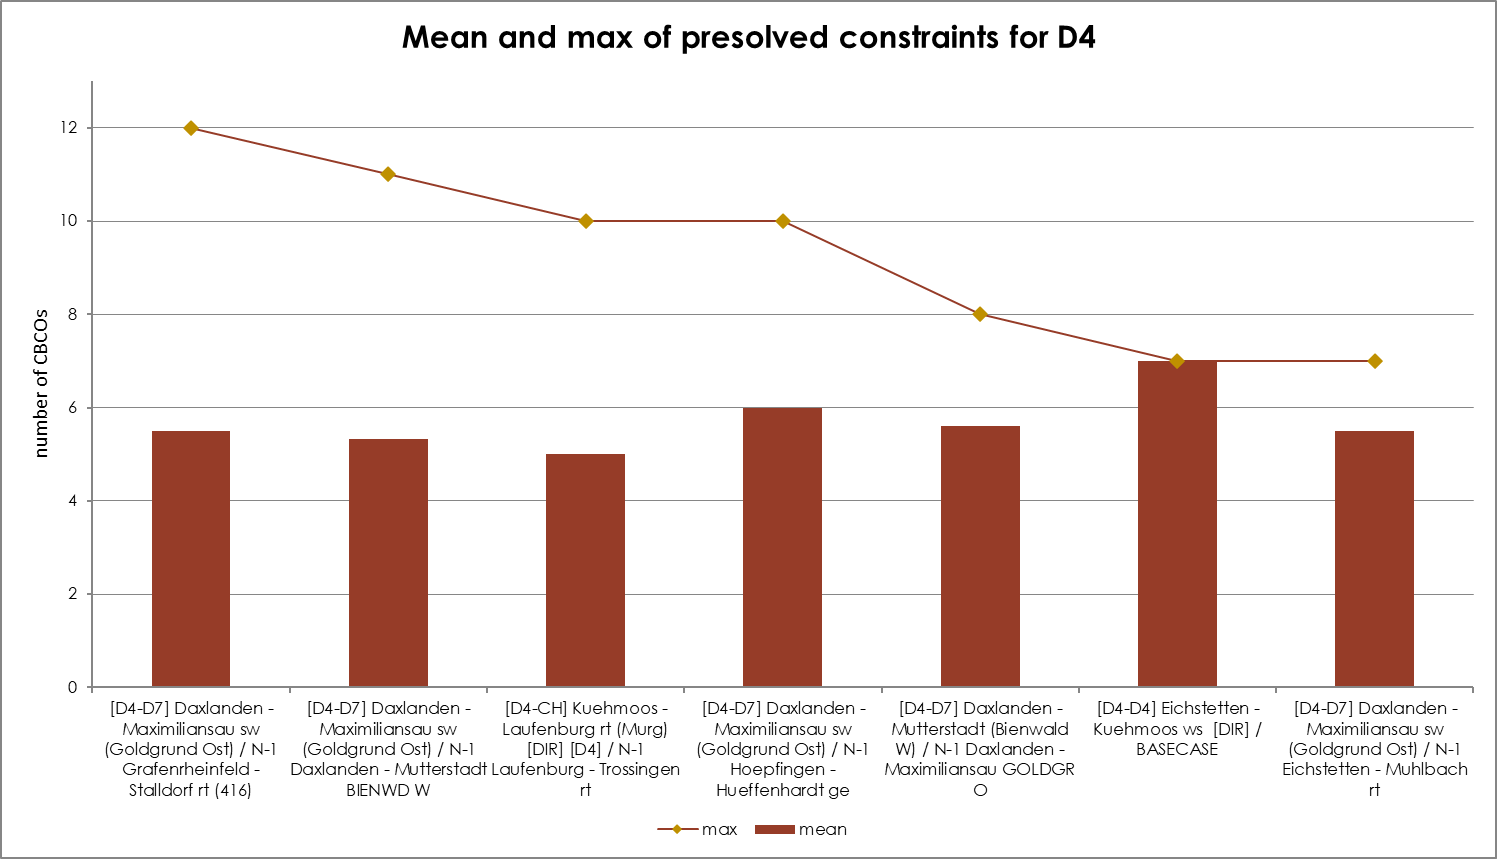 Mean and max of presolved constraints for D4
number of CBCOs
12
10
8
6
4
2
0
[D4-D7] Daxlanden -
Maximiliansau sw
(Goldgrund Ost) / N-1
Grafenrheinfeld -
Stalldorf rt (416)
[D4-D7] Daxlanden -
Maximiliansau sw
(Goldgrund Ost) / N-1
Daxlanden - Mutterstadt
BIENWD W
[D4-CH] Kuehmoos -
Laufenburg rt (Murg)
[DIR] [D4] / N-1
Laufenburg - Trossingen
rt
[D4-D7] Daxlanden -
Maximiliansau sw
(Goldgrund Ost) / N-1
Hoepfingen -
Hueffenhardt ge
[D4-D7] Daxlanden -
Mutterstadt (Bienwald
W) / N-1 Daxlanden -
Maximiliansau GOLDGR
O
[D4-D4] Eichstetten -
Kuehmoos ws [DIR] /
BASECASE
[D4-D7] Daxlanden -
Maximiliansau sw
(Goldgrund Ost) / N-1
Eichstetten - Muhlbach
rt
max
mean